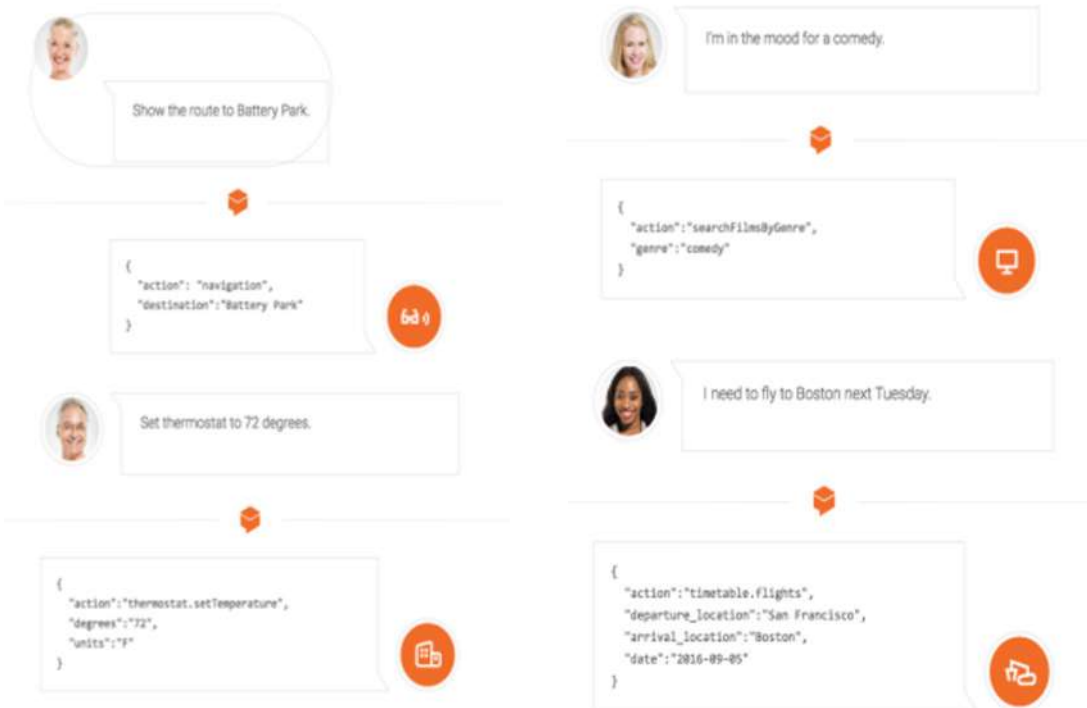 Show the route to Battery Park.
{
"action": "navigation",
"destination":"Battery Park"
}
Set thermostat to 72 degrees.
{
"action":"thermostat.setTemperature",
"degrees":"72",
"units":"F"
}
I'm in the mood for a comedy.
{
"action":"searchFilmsByGenre",
"genre":"comedy"
}
I need to fly to Boston next Tuesday.
{
"action":"timetable.flights",
"departure_location":"San Francisco",
"arrival_location":"Boston",
"date":"2016-09-05"
}